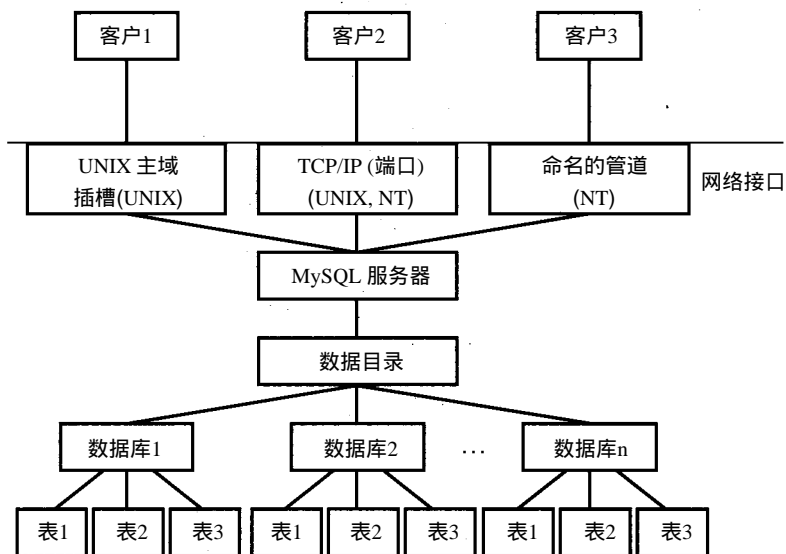 客户1
客户2
客户3
UNIX 主域
插槽(UNIX)
TCP/IP (端口)
(UNIX, NT)
命名的管道
(NT)
网络接口
MySQL 服务器
数据目录
数据库1
数据库2
…
数据库n
表1
表2
表3
表1
表2
表3
表1
表2
表3